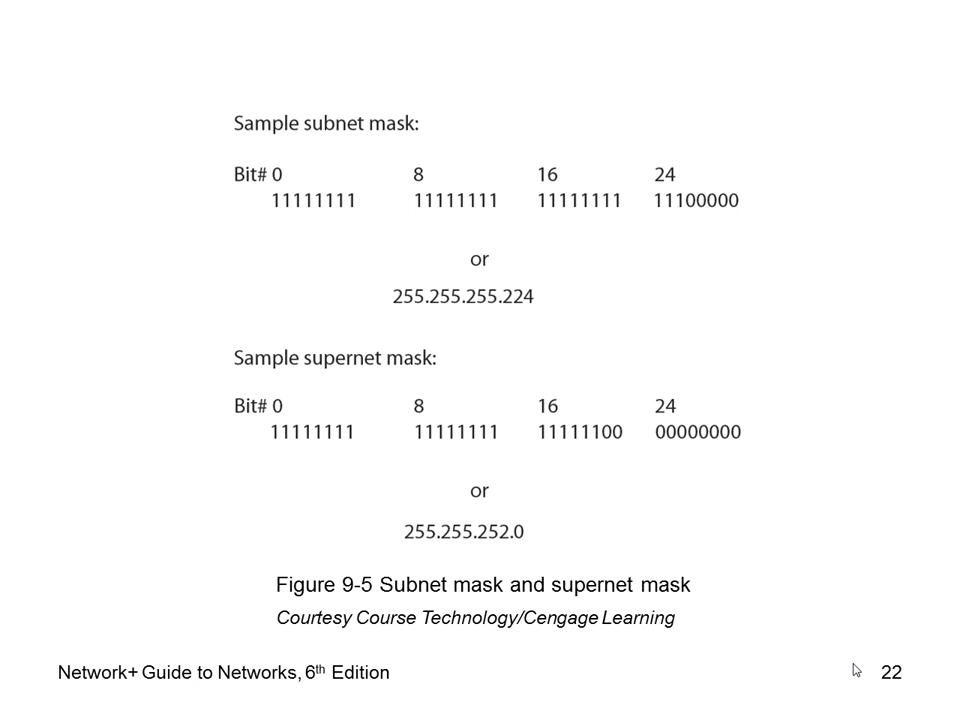 Sample subnet mask:
Bit# 0 8 16 24
11111111 11111111 11111111 11100000
or
255.255.255.224
Sample supernet mask:
Bit# 0 8 16 24
11111111 11111111 11111100 00000000
or
255.255.252.0
Figure 9-5 Subnet mask and supernet mask
Courtesy Course Technology/Cengage Learning
Network+ Guide to Networks, 6th Edition 22